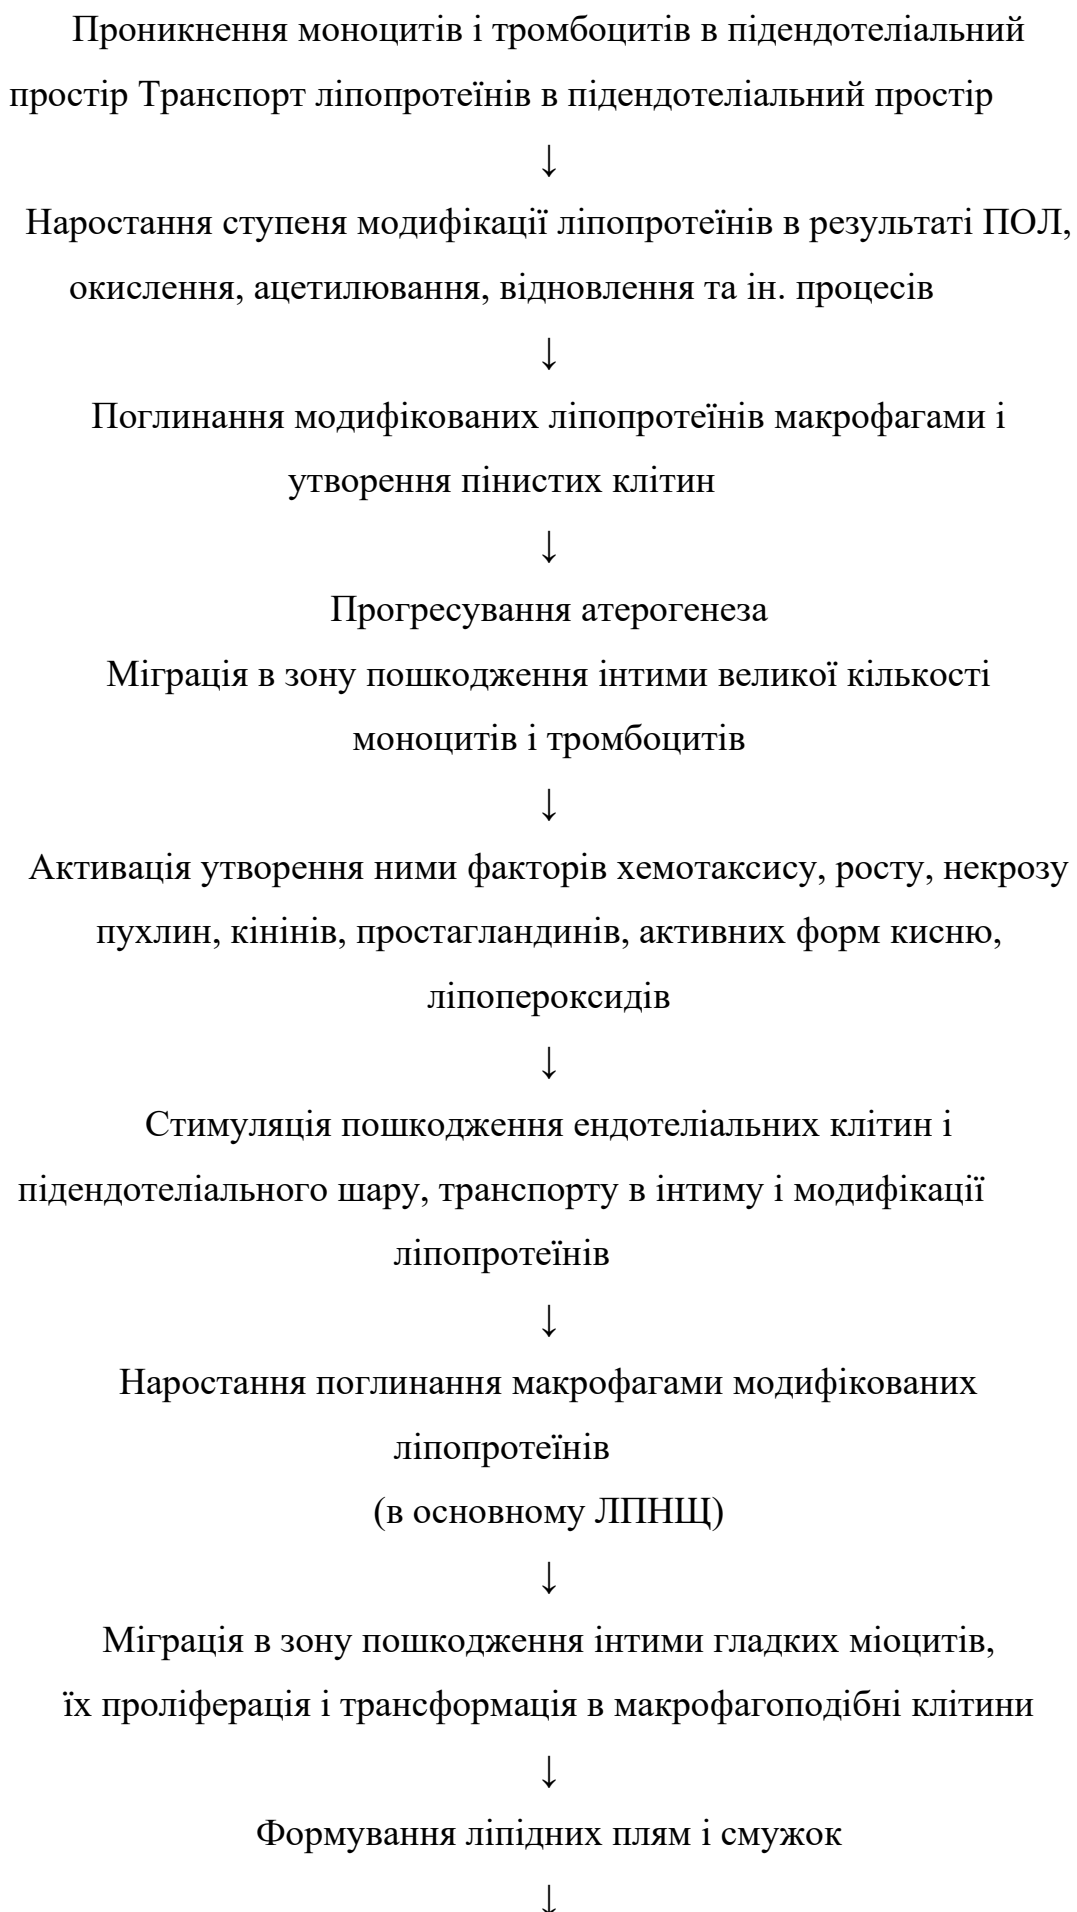 Проникнення моноцитів і тромбоцитів в підендотеліальний
простір Транспорт ліпопротеїнів в підендотеліальний простір
↓
Наростання ступеня модифікації ліпопротеїнів в результаті ПОЛ,
окислення, ацетилювання, відновлення та ін. процесів
↓
Поглинання модифікованих ліпопротеїнів макрофагами і
утворення пінистих клітин
↓
Прогресування атерогенеза
Міграція в зону пошкодження інтими великої кількості
моноцитів і тромбоцитів
↓
Активація утворення ними факторів хемотаксису, росту, некрозу
пухлин, кінінів, простагландинів, активних форм кисню,
ліпопероксидів
↓
Стимуляція пошкодження ендотеліальних клітин і
підендотеліального шару, транспорту в інтиму і модифікації
ліпопротеїнів
↓
Наростання поглинання макрофагами модифікованих
ліпопротеїнів
(в основному ЛПНЩ)
↓
Міграція в зону пошкодження інтими гладких міоцитів,
їх проліферація і трансформація в макрофагоподібні клітини
↓
Формування ліпідних плям і смужок
↓